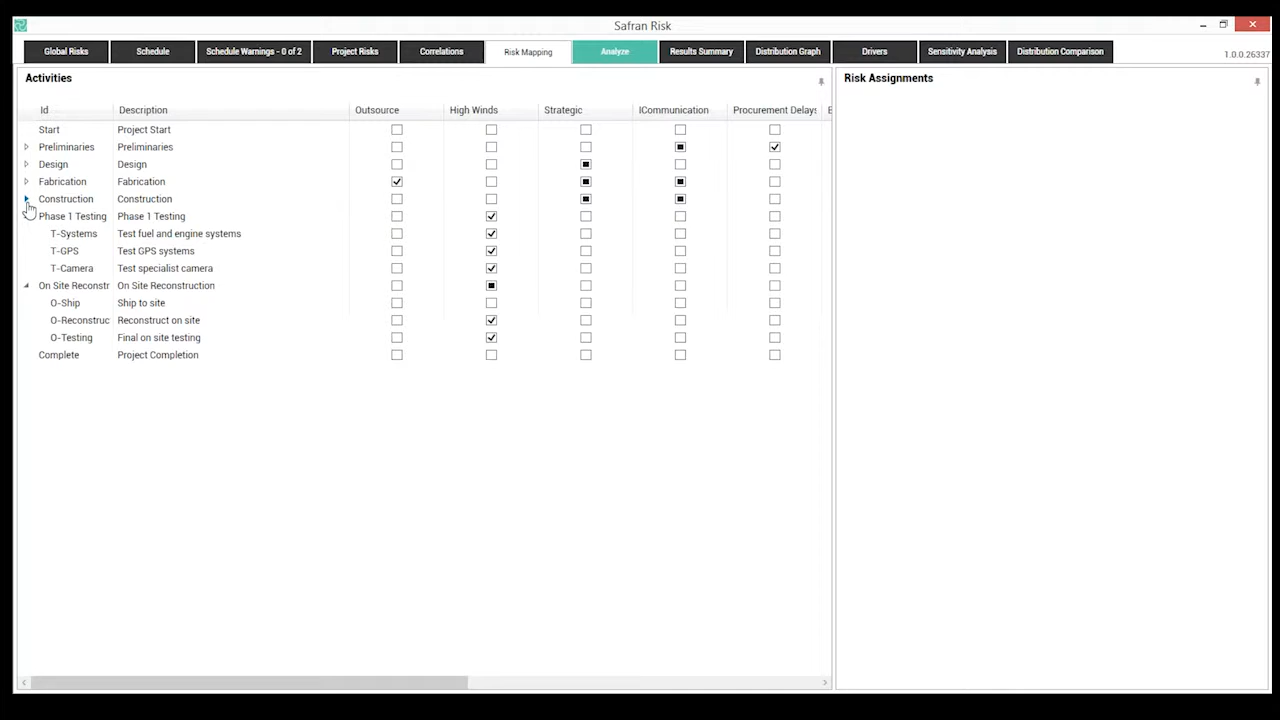 Safran Risk
Global Risks Schedule Schedule Warnings - 0 of 2 Project Risks Correlations Risk Mapping Analyze Results Summary Distribution Graph Drivers Sensitivity Analysis Distribution Comparison 1.0.0.26337
Activities
Risk Assignments
Id Description Outsource High Winds Strategic ICommunication Procurement Delays E
Start Project Start
Preliminaries Preliminaries
Design Design
Fabrication Fabrication
Construction Construction
Phase 1 Testing Phase 1 Testing
T-Systems Test fuel and engine systems
T-GPS Test GPS systems
T-Camera Test specialist camera
On Site Reconstr On Site Reconstruction
O-Ship Ship to site
O-Reconstruc Reconstruct on site
O-Testing Final on site testing
Complete Project Completion